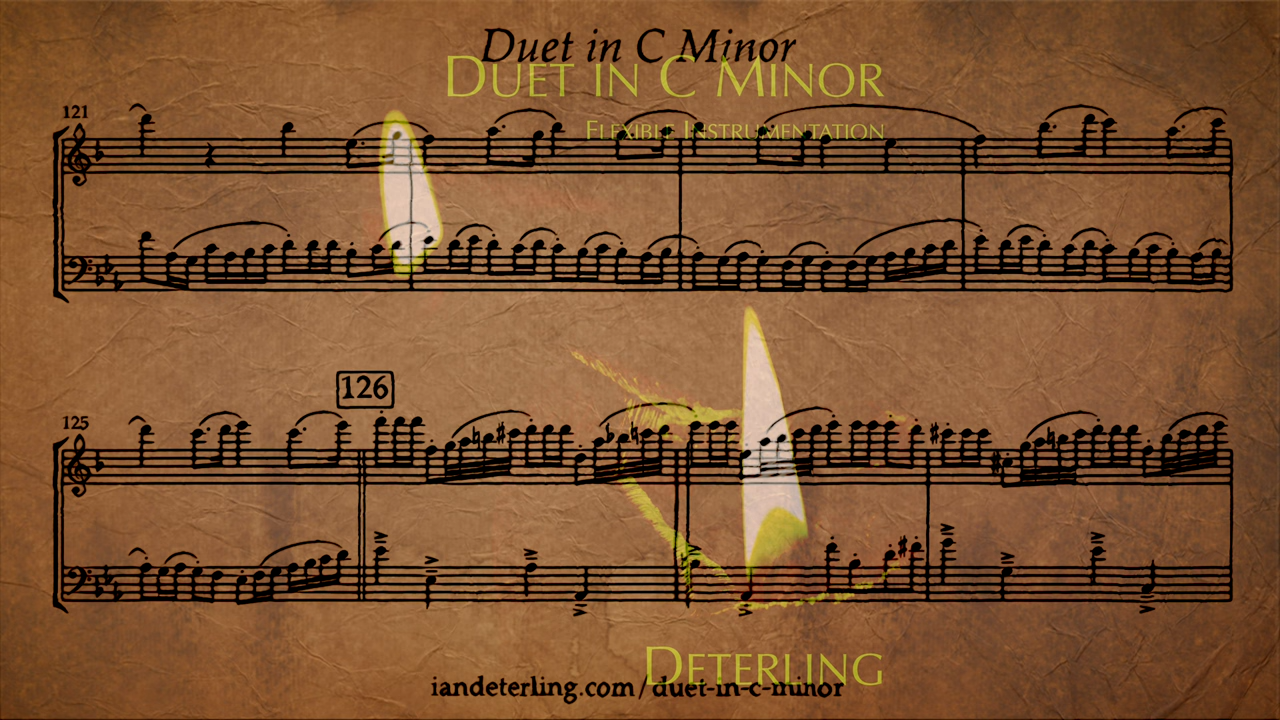 Duet in C Minor
DUET IN C MINOR
FLEXIBLE INSTRUMENTATION
121
126
125
DETERLING
iandeterling.com/duet-in-c-minor